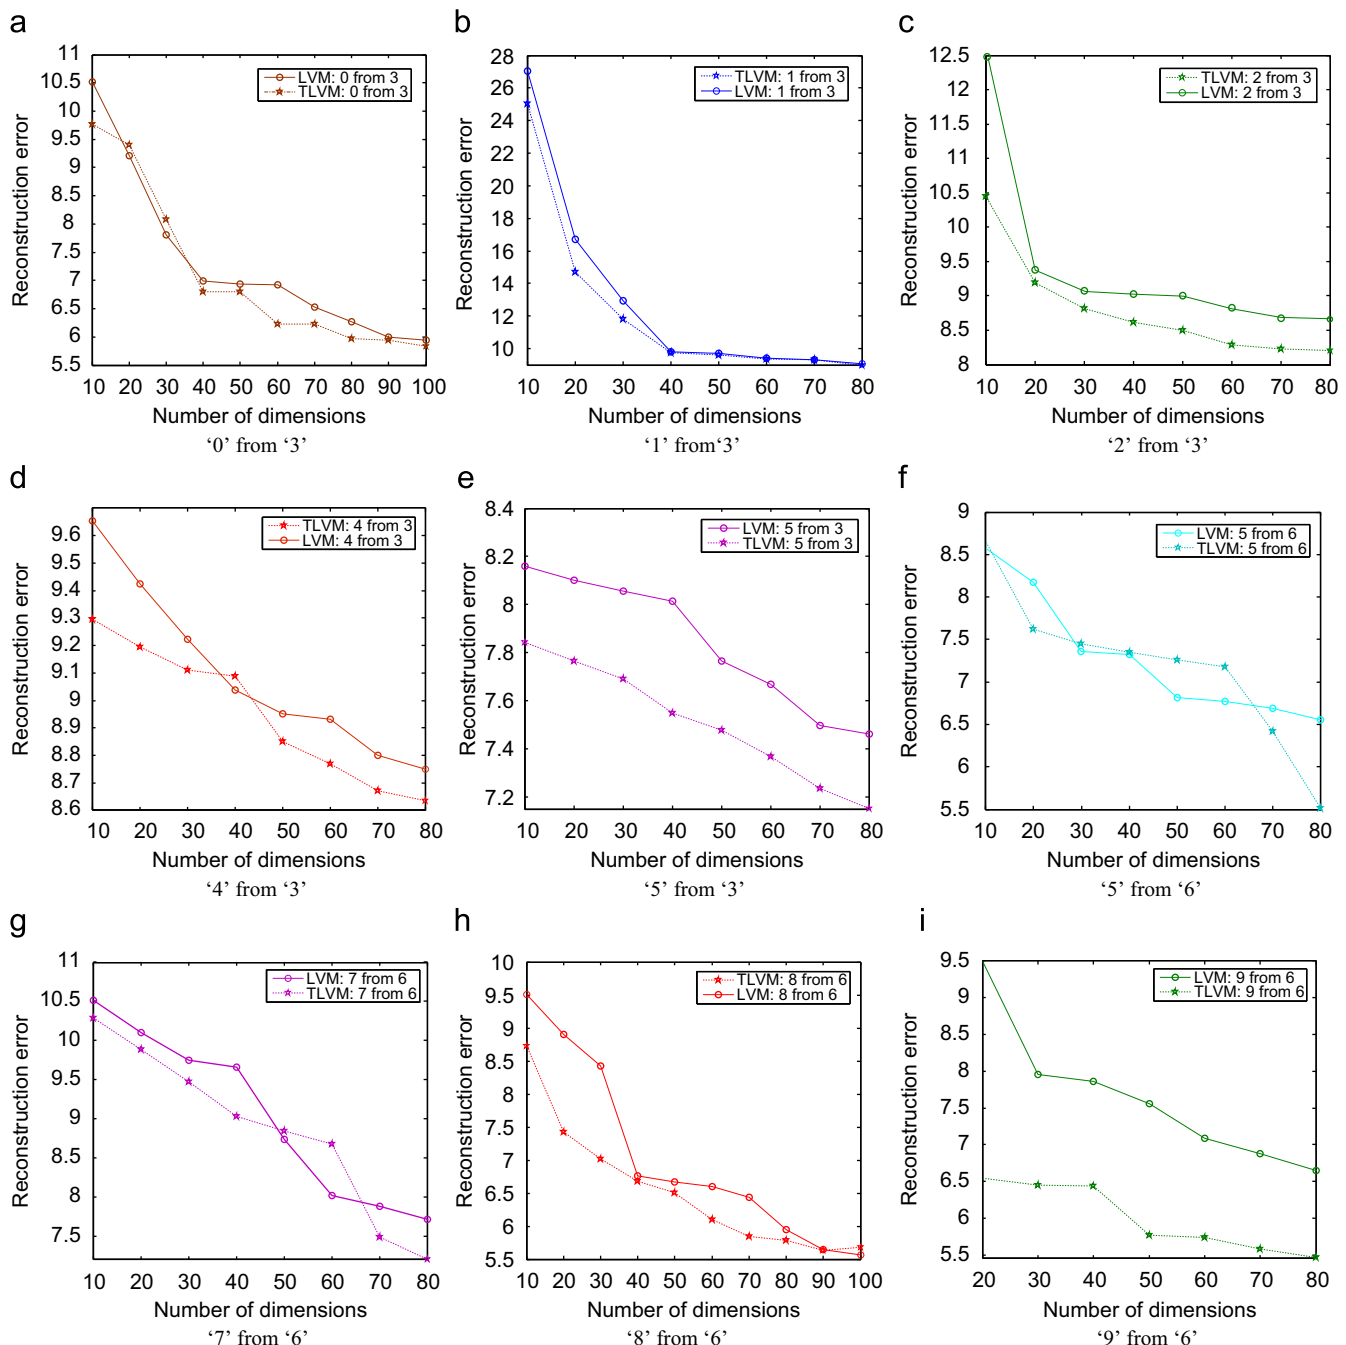 a
11
10.5
10
9.5
9
8.5
8
7.5
7
6.5
6
5.5
Reconstruction error
LVM: 0 from 3
TLVM: 0 from 3
10 20 30 40 50 60 70 80 90 100
Number of dimensions
‘0’ from ‘3’
b
28
26
24
22
20
18
16
14
12
10
Reconstruction error
TLVM: 1 from 3
LVM: 1 from 3
10 20 30 40 50 60 70 80
Number of dimensions
‘1’ from‘3’
c
12.5
12
11.5
11
10.5
10
9.5
9
8.5
8
Reconstruction error
TLVM: 2 from 3
LVM: 2 from 3
10 20 30 40 50 60 70 80
Number of dimensions
‘2’ from ‘3’
d
9.6
9.5
9.4
9.3
9.2
9.1
9
8.9
8.8
8.7
8.6
Reconstruction error
TLVM: 4 from 3
LVM: 4 from 3
10 20 30 40 50 60 70 80
Number of dimensions
‘4’ from ‘3’
e
8.4
8.2
8
7.8
7.6
7.4
7.2
Reconstruction error
LVM: 5 from 3
TLVM: 5 from 3
10 20 30 40 50 60 70 80
Number of dimensions
‘5’ from ‘3’
f
9
8.5
8
7.5
7
6.5
6
5.5
Reconstruction error
LVM: 5 from 6
TLVM: 5 from 6
10 20 30 40 50 60 70 80
Number of dimensions
‘5’ from ‘6’
g
11
10.5
10
9.5
9
8.5
8
7.5
Reconstruction error
LVM: 7 from 6
TLVM: 7 from 6
10 20 30 40 50 60 70 80
Number of dimensions
‘7’ from ‘6’
h
10
9.5
9
8.5
8
7.5
7
6.5
6
5.5
Reconstruction error
TLVM: 8 from 6
LVM: 8 from 6
10 20 30 40 50 60 70 80 90 100
Number of dimensions
‘8’ from ‘6’
i
9.5
9
8.5
8
7.5
7
6.5
6
5.5
Reconstruction error
LVM: 9 from 6
TLVM: 9 from 6
20 30 40 50 60 70 80
Number of dimensions
‘9’ from ‘6’